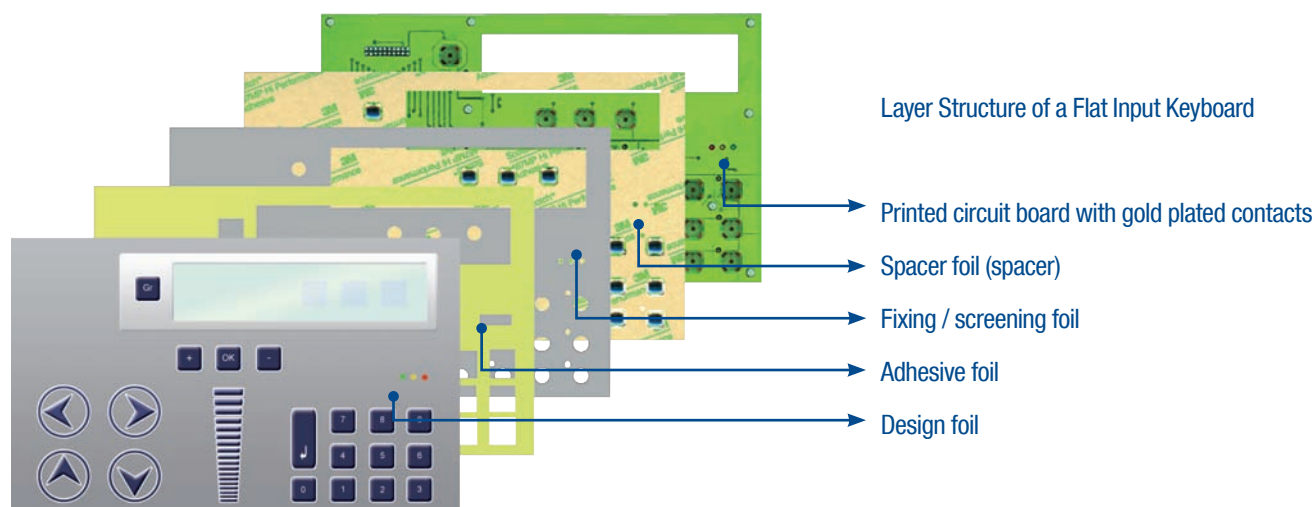 Layer Structure of a Flat Input Keyboard
Printed circuit board with gold plated contacts
Spacer foil (spacer)
Fixing / screening foil
Adhesive foil
Design foil
3M
Gr
+ OK -
7 8 9
4 5 6
0 1 2 3